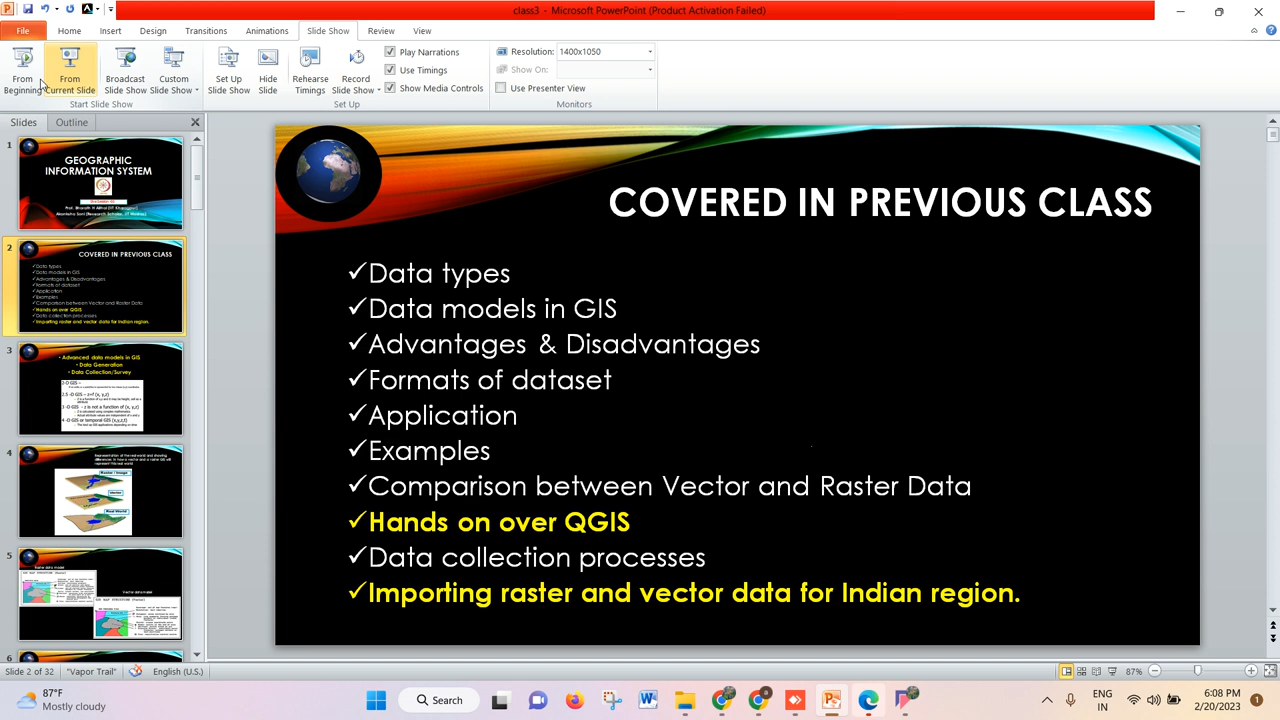 class3 - Microsoft PowerPoint (Product Activation Failed)
File Home Insert Design Transitions Animations Slide Show Review View
From Beginning
From Current Slide
Broadcast Slide Show
Custom Slide Show
Set Up Slide Show
Hide Slide
Rehearse Timings
Record Slide Show
Play Narrations
Use Timings
Show Media Controls
Resolution: 1400x1050
Show On:
Use Presenter View
Start Slide Show
Set Up
Monitors
Slides Outline
1
GEOGRAPHIC
INFORMATION SYSTEM
2
COVERED IN PREVIOUS CLASS
Data types
Data models in GIS
Advantages & Disadvantages
Formats of dataset
Application
Examples
Comparison between Vector and Raster Data
Hands on over QGIS
Data collection processes
Importing raster and vector data for Indian region.
3
Advanced data models in GIS
Data Generation
Data Collection/Survey
4
5
6
COVERED IN PREVIOUS CLASS
✓Data types
✓Data models in GIS
✓Advantages & Disadvantages
✓Formats of dataset
✓Application
✓Examples
✓Comparison between Vector and Raster Data
✓Hands on over QGIS
✓Data collection processes
✓Importing raster and vector data for Indian region.
Slide 2 of 32 "Vapor Trail" English (U.S.) 87%
87°F
Mostly cloudy
Search
ENG
IN
6:08 PM
2/20/2023